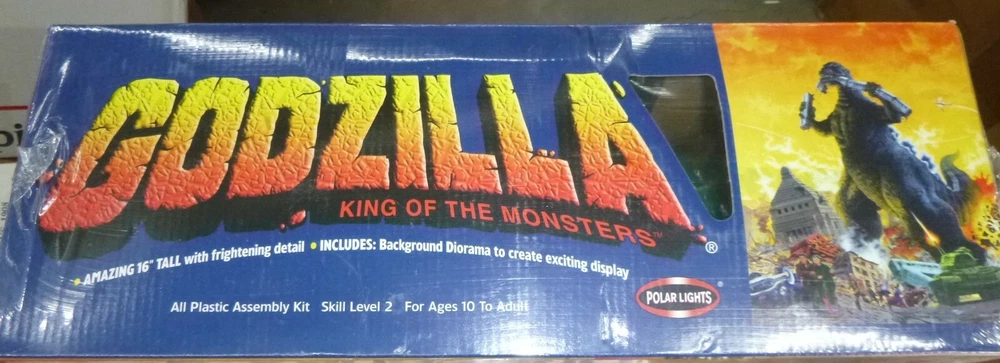 GODZILLA
KING OF THE MONSTERS™
®
• AMAZING 16" TALL with frightening detail • INCLUDES: Background Diorama to create exciting display
All Plastic Assembly Kit Skill Level 2 For Ages 10 To Adult
POLAR LIGHTS